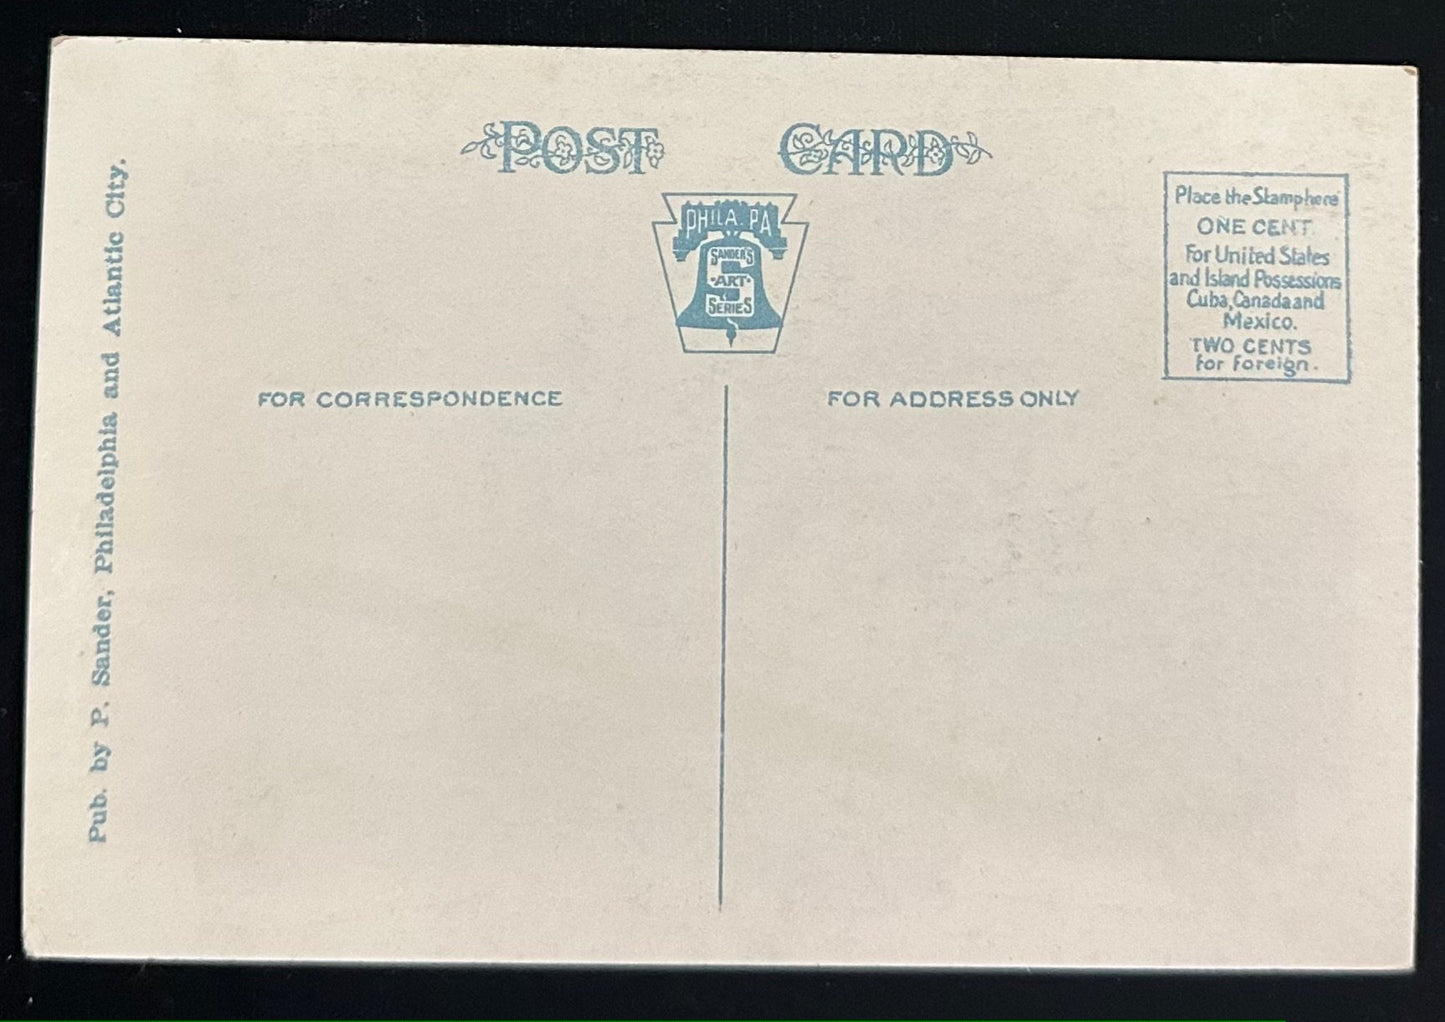 POST CARD
PHILA. PA
SANDER'S
S
ART
SERIES
Place the Stamp here
ONE CENT.
For United States
and Island Possessions
Cuba, Canada and
Mexico.
TWO CENTS
for Foreign.
FOR CORRESPONDENCE
FOR ADDRESS ONLY
Pub. by P. Sander, Philadelphia and Atlantic City.